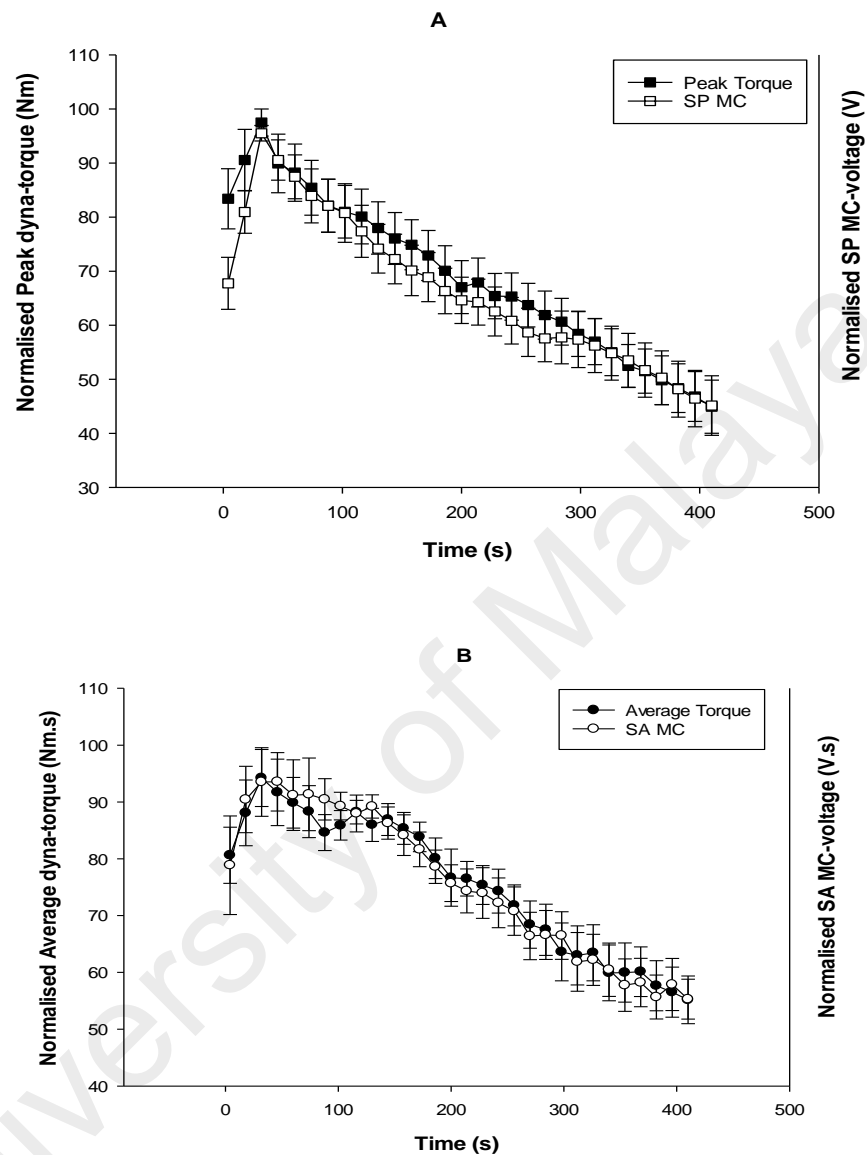 A
Normalised Peak dyna-torque (Nm)
110
100
90
80
70
60
50
40
30
Peak Torque
SP MC
Normalised SP MC-voltage (V)
0 100 200 300 400 500
Time (s)
B
Normalised Average dyna-torque (Nm.s)
110
100
90
80
70
60
50
40
Average Torque
SA MC
Normalised SA MC-voltage (V.s)
0 100 200 300 400 500
Time (s)
University of Malaya